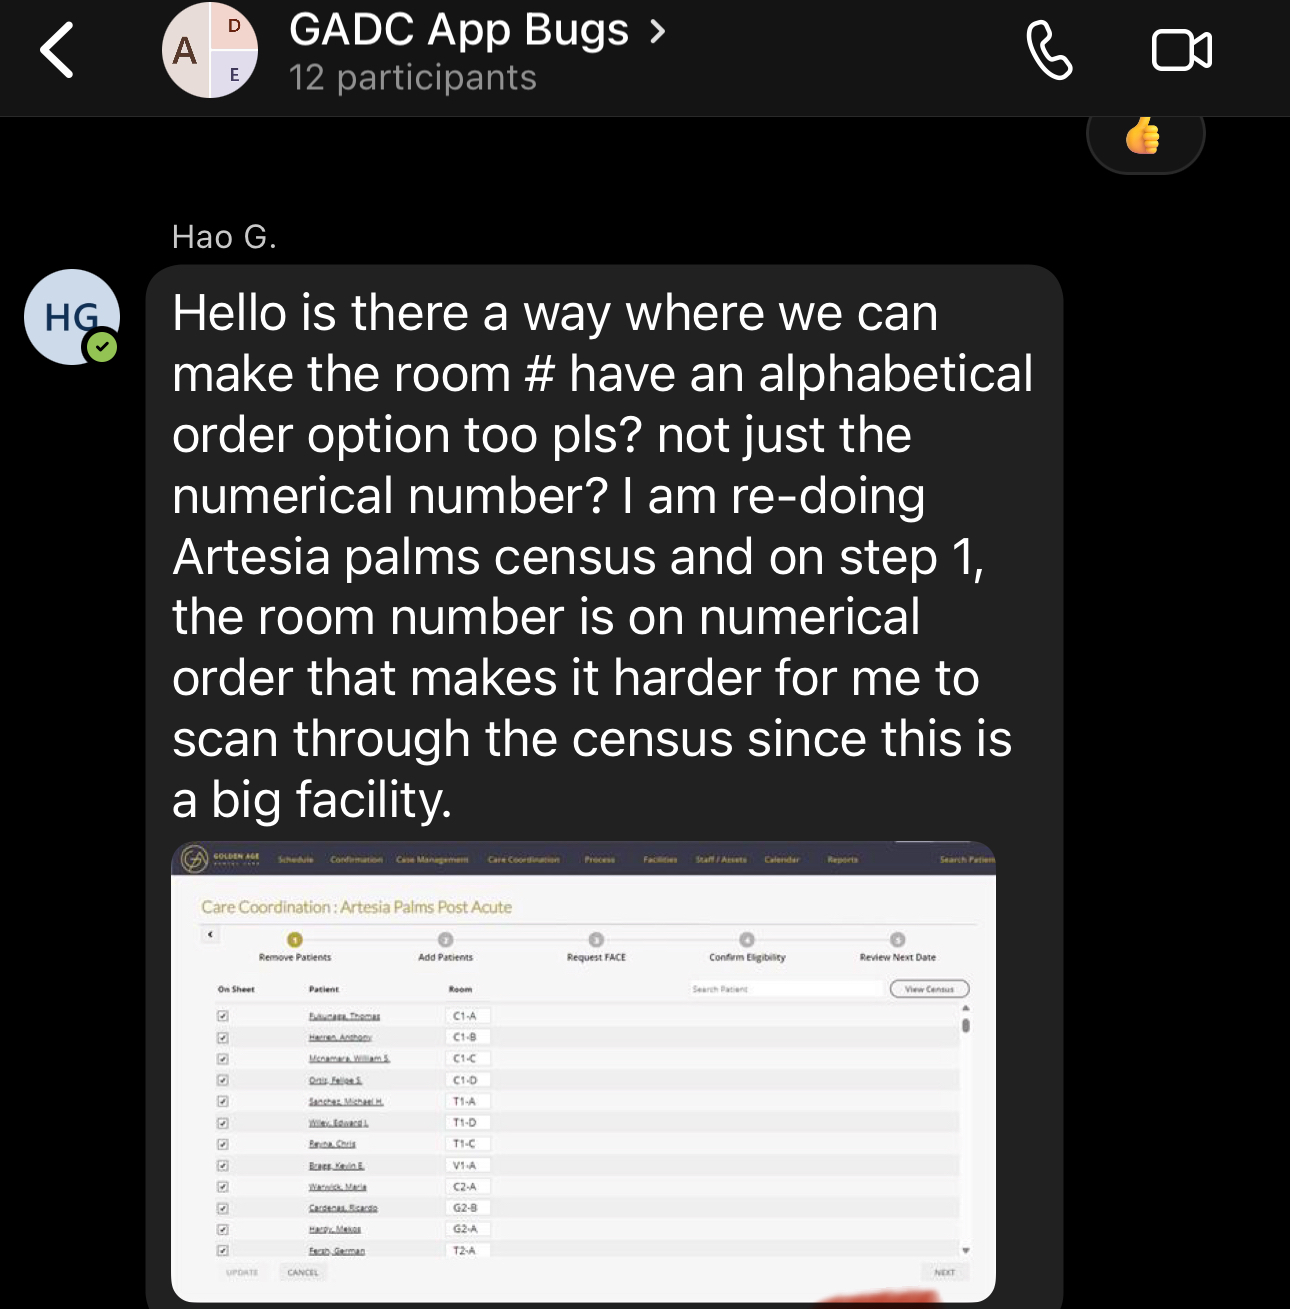 A
D
E
GADC App Bugs
12 participants
Hao G.
HG
Hello is there a way where we can
make the room # have an alphabetical
order option too pls? not just the
numerical number? I am re-doing
Artesia palms census and on step 1,
the room number is on numerical
order that makes it harder for me to
scan through the census since this is
a big facility.
GOLDEN AGE Schedule Confirmation Case Management Care Coordination Process Facilities Staff / Assets Calendar Reports Search Patien
DENTAL CARE
Care Coordination : Artesia Palms Post Acute
1 2 3 4 5
Remove Patients Add Patients Request FACE Confirm Eligibility Review Next Date
On Sheet Patient Room Search Patient View Census
Fukunaga, Thomas C1-A
Herren, Anthony C1-B
Mcnamara, William S. C1-C
Ortis, Felipe S. C1-D
Sanchez, Michael H. T1-A
Wiley, Edward L T1-D
Reyna, Chris T1-C
Bragg, Kevin E. V1-A
Warwick, Maria C2-A
Cardenas, Ricardo G2-B
Hardy, Mekos G2-A
Fersh, German T2-A
UPDATE CANCEL NEXT